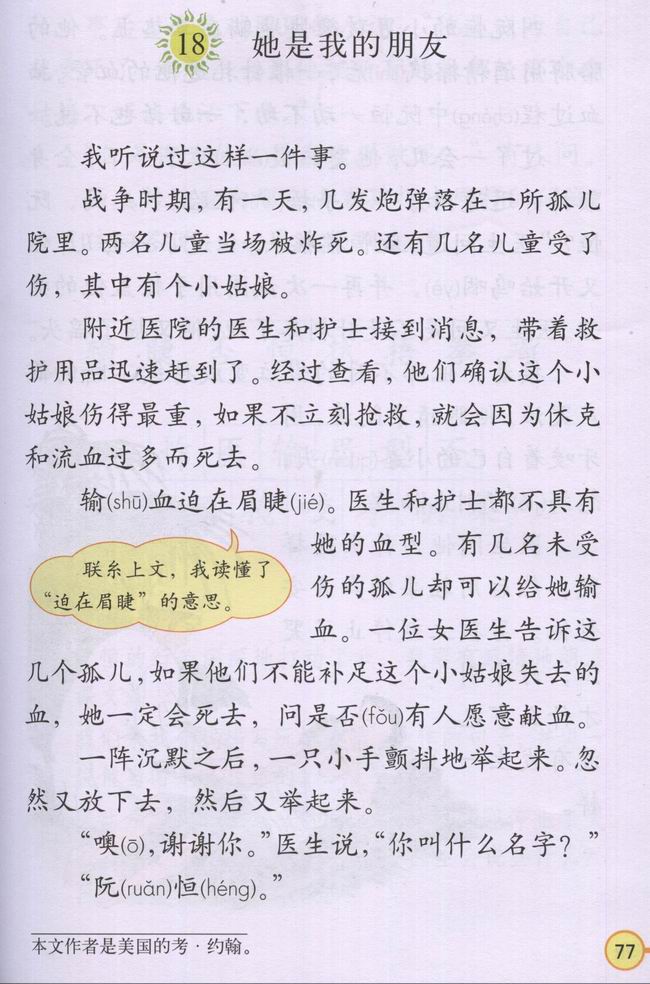 18 她是我的朋友
我听说过这样一件事。
战争时期，有一天，几发炮弹落在一所孤儿
院里。两名儿童当场被炸死。还有几名儿童受了
伤，其中有个小姑娘。
附近医院的医生和护士接到消息，带着救
护用品迅速赶到了。经过查看，他们确认这个小
姑娘伤得最重，如果不立刻抢救，就会因为休克
和流血过多而死去。
输(shū)血迫在眉睫(jié)。医生和护士都不具有
她的血型。有几名未受
伤的孤儿却可以给她输
血。一位女医生告诉这
联系上文，我读懂了
“迫在眉睫”的意思。
几个孤儿，如果他们不能补足这个小姑娘失去的
血，她一定会死去，问是否(fǒu)有人愿意献血。
一阵沉默之后，一只小手颤抖地举起来。忽
然又放下去，然后又举起来。
“噢(ō)，谢谢你。”医生说，“你叫什么名字？”
“阮(ruǎn)恒(héng)。”
本文作者是美国的考·约翰。
77